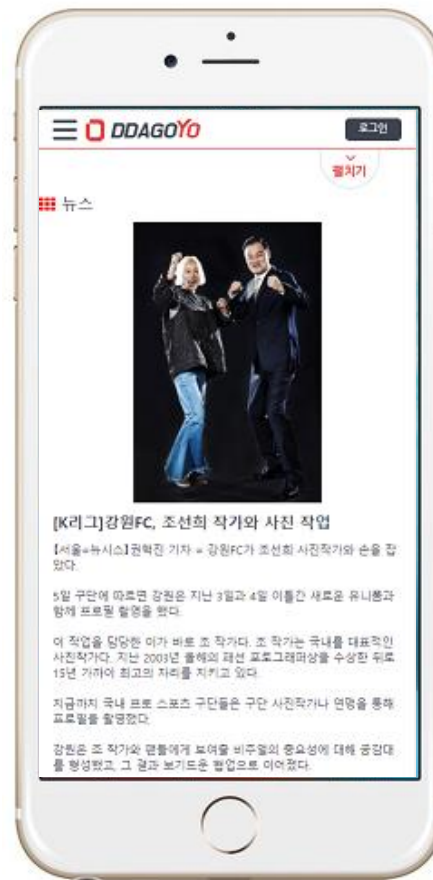 DDAGOYO
로그인
펼치기
뉴스
[K리그]강원FC, 조선희 작가와 사진 작업
【서울=뉴시스】권혁진 기자 = 강원FC가 조선희 사진작가와 손을 잡
았다.
5일 구단에 따르면 강원은 지난 3일과 4일 이틀간 새로운 유니폼과
함께 프로필 촬영을 했다.
이 작업을 담당한 이가 바로 조 작가다. 조 작가는 국내를 대표적인
사진작가다. 지난 2003년 올해의 패션 포토그래퍼상을 수상한 뒤로
15년 가까이 최고의 자리를 지키고 있다.
지금까지 국내 프로 스포츠 구단들은 구단 사진작가나 연맹을 통해
프로필을 촬영했다.
강원은 조 작가와 팬들에게 보여줄 비주얼의 중요성에 대해 공감대
를 형성했고, 그 결과 보기드문 협업으로 이어졌다.